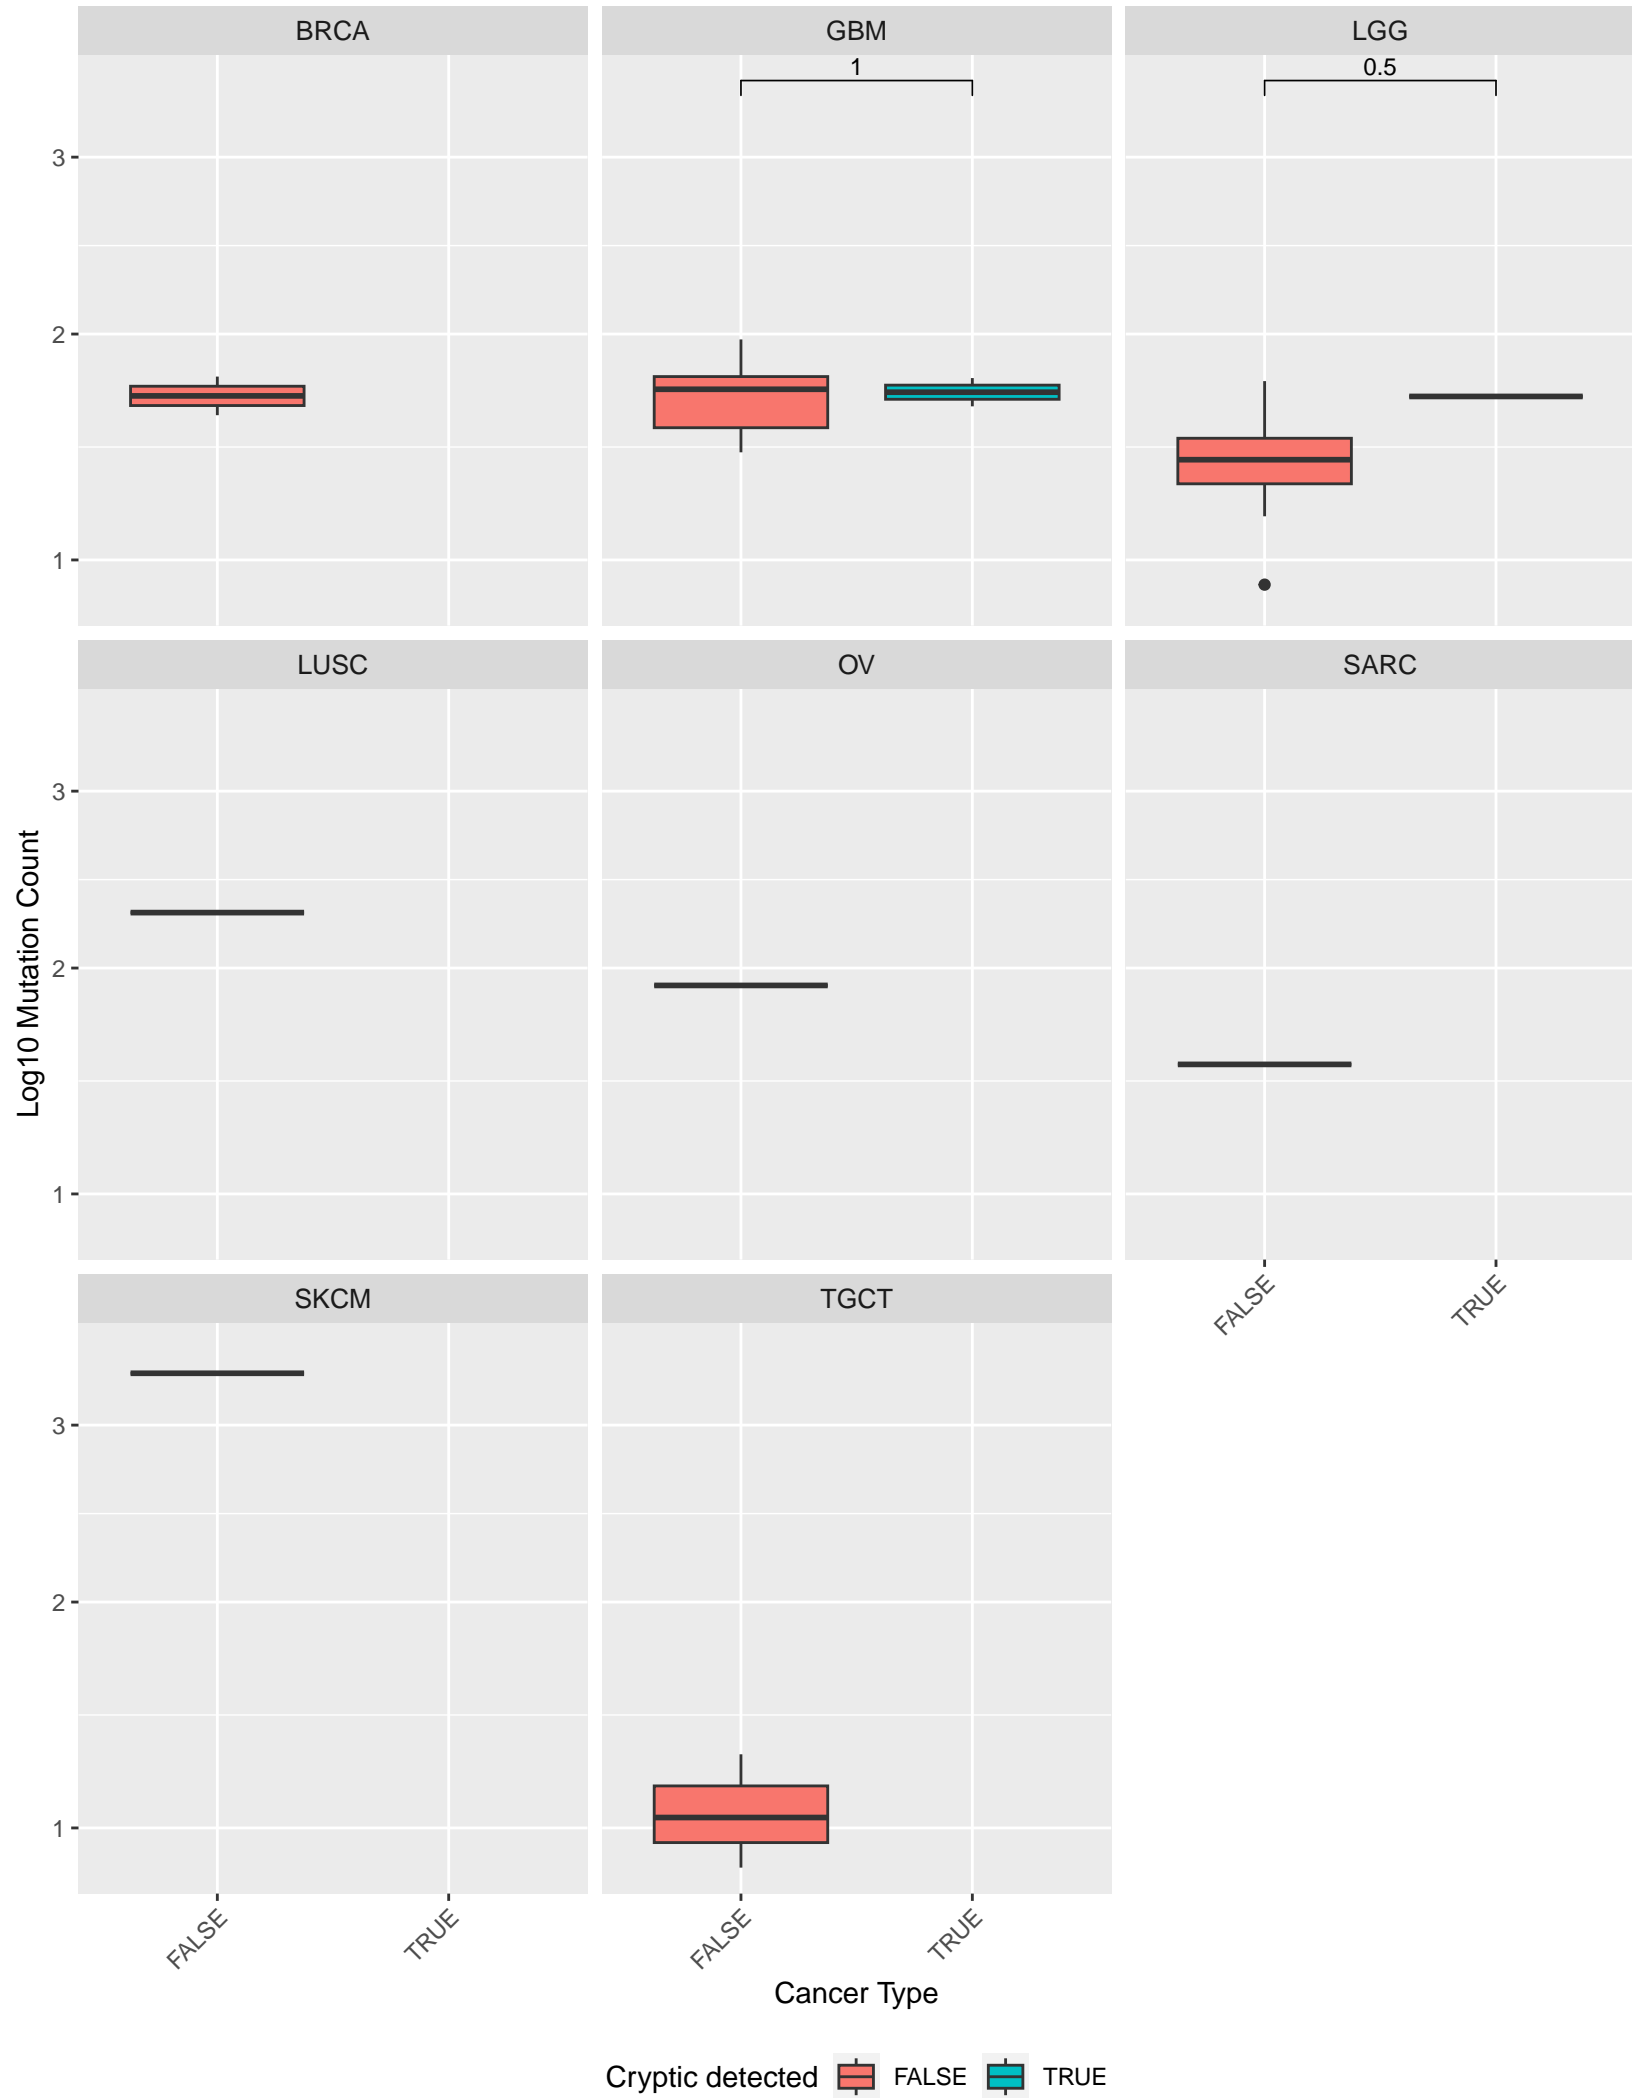 BRCA
GBM
LGG
1
0.5
3
2
1
LUSC
OV
SARC
3
2
1
Log10 Mutation Count
SKCM
TGCT
FALSE
TRUE
3
2
1
FALSE
TRUE
FALSE
TRUE
Cancer Type
Cryptic detected FALSE TRUE